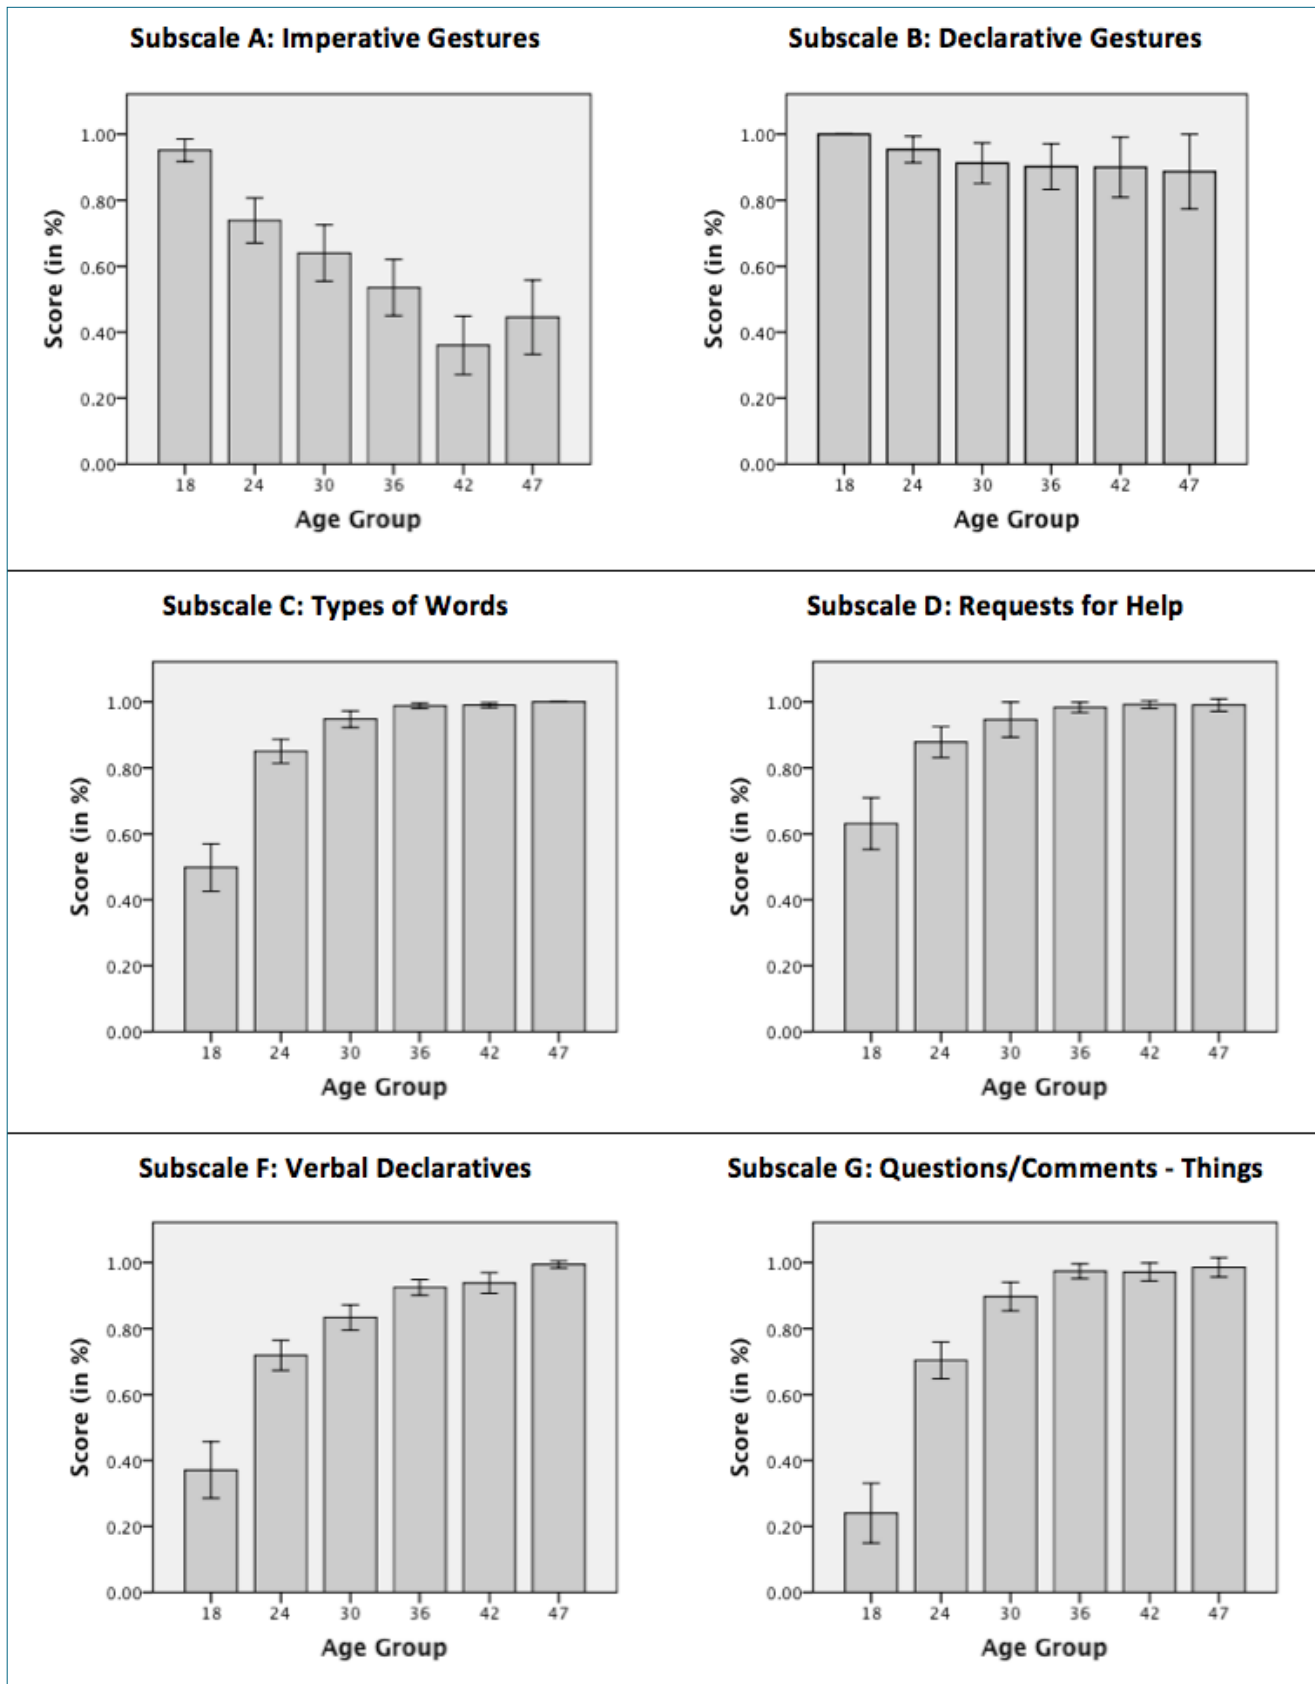 Subscale A: Imperative Gestures
Score (in %)
1.00
0.80
0.60
0.40
0.20
0.00
18 24 30 36 42 47
Age Group
Subscale B: Declarative Gestures
Score (in %)
1.00
0.80
0.60
0.40
0.20
0.00
18 24 30 36 42 47
Age Group
Subscale C: Types of Words
Score (in %)
1.00
0.80
0.60
0.40
0.20
0.00
18 24 30 36 42 47
Age Group
Subscale D: Requests for Help
Score (in %)
1.00
0.80
0.60
0.40
0.20
0.00
18 24 30 36 42 47
Age Group
Subscale F: Verbal Declaratives
Score (in %)
1.00
0.80
0.60
0.40
0.20
0.00
18 24 30 36 42 47
Age Group
Subscale G: Questions/Comments - Things
Score (in %)
1.00
0.80
0.60
0.40
0.20
0.00
18 24 30 36 42 47
Age Group